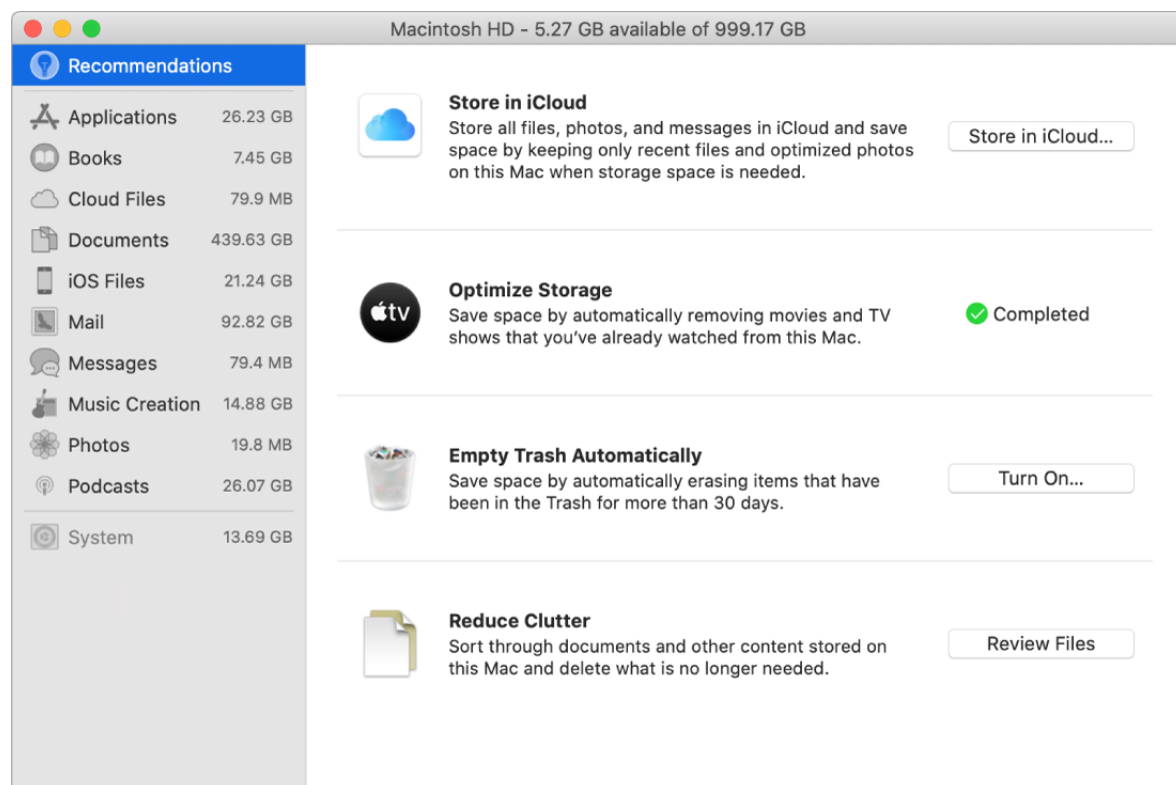 Macintosh HD - 5.27 GB available of 999.17 GB
Recommendations
Applications 26.23 GB
Books 7.45 GB
Cloud Files 79.9 MB
Documents 439.63 GB
iOS Files 21.24 GB
Mail 92.82 GB
Messages 79.4 MB
Music Creation 14.88 GB
Photos 19.8 MB
Podcasts 26.07 GB
System 13.69 GB
Store in iCloud
Store all files, photos, and messages in iCloud and save
space by keeping only recent files and optimized photos
on this Mac when storage space is needed.
Store in iCloud...
tv
Optimize Storage
Save space by automatically removing movies and TV
shows that you’ve already watched from this Mac.
Completed
Empty Trash Automatically
Save space by automatically erasing items that have
been in the Trash for more than 30 days.
Turn On...
Reduce Clutter
Sort through documents and other content stored on
this Mac and delete what is no longer needed.
Review Files